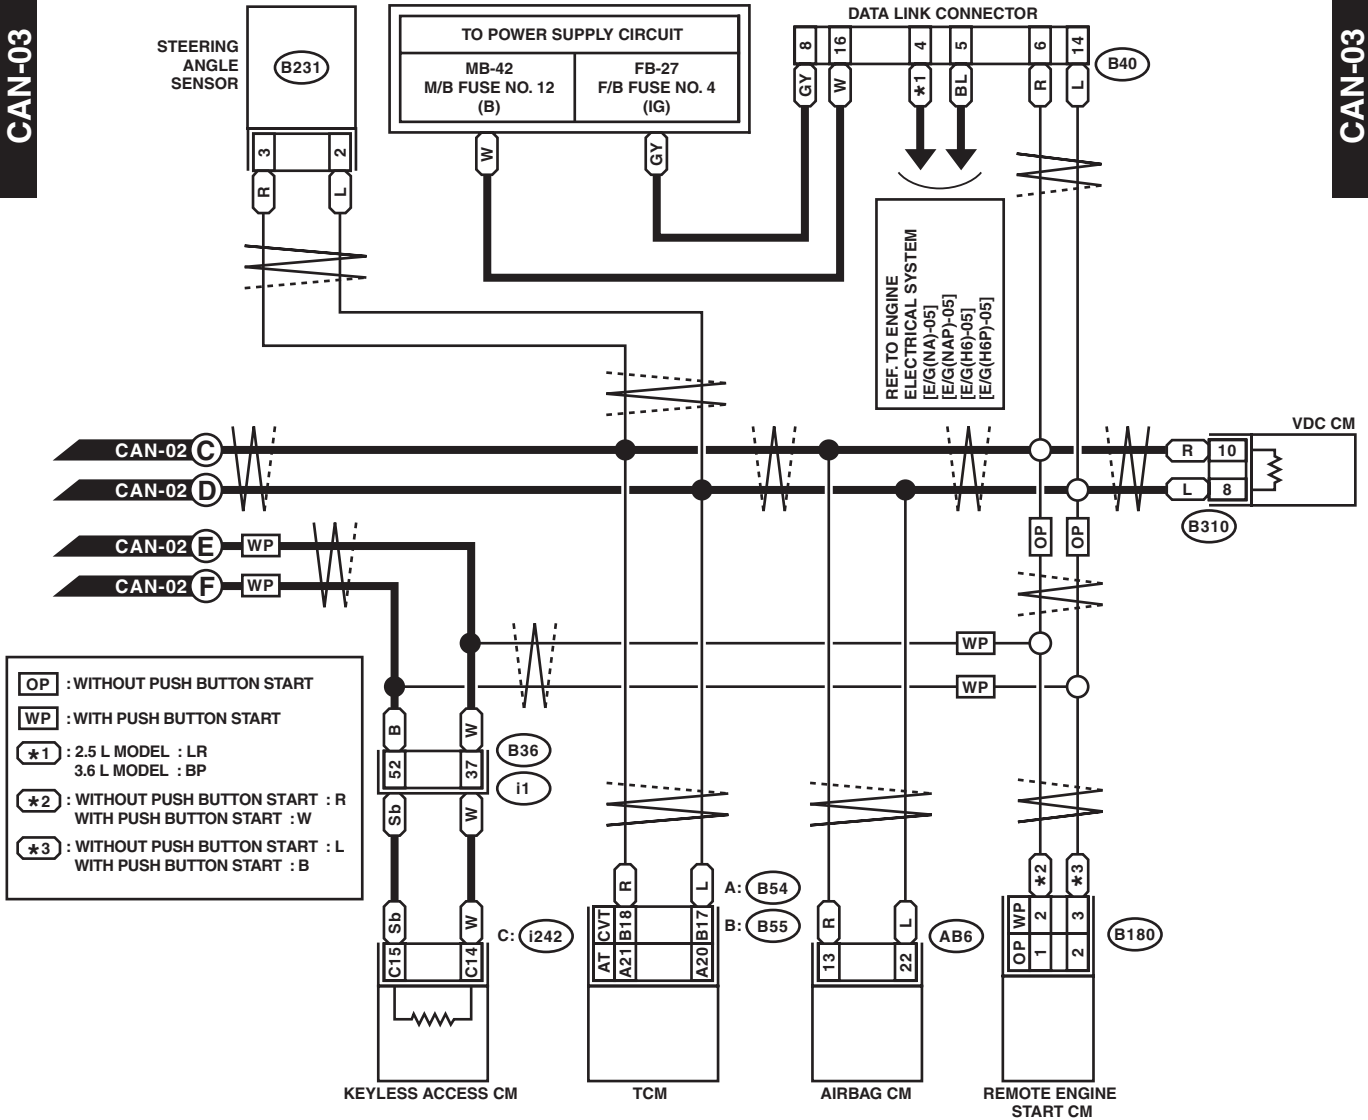 CAN-03
CAN-03
DATA LINK CONNECTOR
8
16
4
5
6
14
B40
GY
W
*1
BL
R
L
STEERING
ANGLE
SENSOR
B231
3
2
R
L
TO POWER SUPPLY CIRCUIT
MB-42
M/B FUSE NO. 12
(B)
FB-27
F/B FUSE NO. 4
(IG)
W
GY
REF. TO ENGINE
ELECTRICAL SYSTEM
[E/G(NA)-05]
[E/G(NAP)-05]
[E/G(H6)-05]
[E/G(H6P)-05]
VDC CM
CAN-02 C
R
10
CAN-02 D
L
8
B310
OP
OP
CAN-02 E
WP
CAN-02 F
WP
WP
WP
OP : WITHOUT PUSH BUTTON START
WP : WITH PUSH BUTTON START
*1 : 2.5 L MODEL : LR
3.6 L MODEL : BP
*2 : WITHOUT PUSH BUTTON START : R
WITH PUSH BUTTON START : W
*3 : WITHOUT PUSH BUTTON START : L
WITH PUSH BUTTON START : B
B
W
52
37
B36
i1
Sb
W
Sb
W
C15
C14
C: i242
KEYLESS ACCESS CM
R
L
A: B54
B: B55
CVT
B18
B17
AT
A21
A20
TCM
R
L
13
22
AB6
AIRBAG CM
*2
*3
WP
2
3
OP
1
2
B180
REMOTE ENGINE
START CM